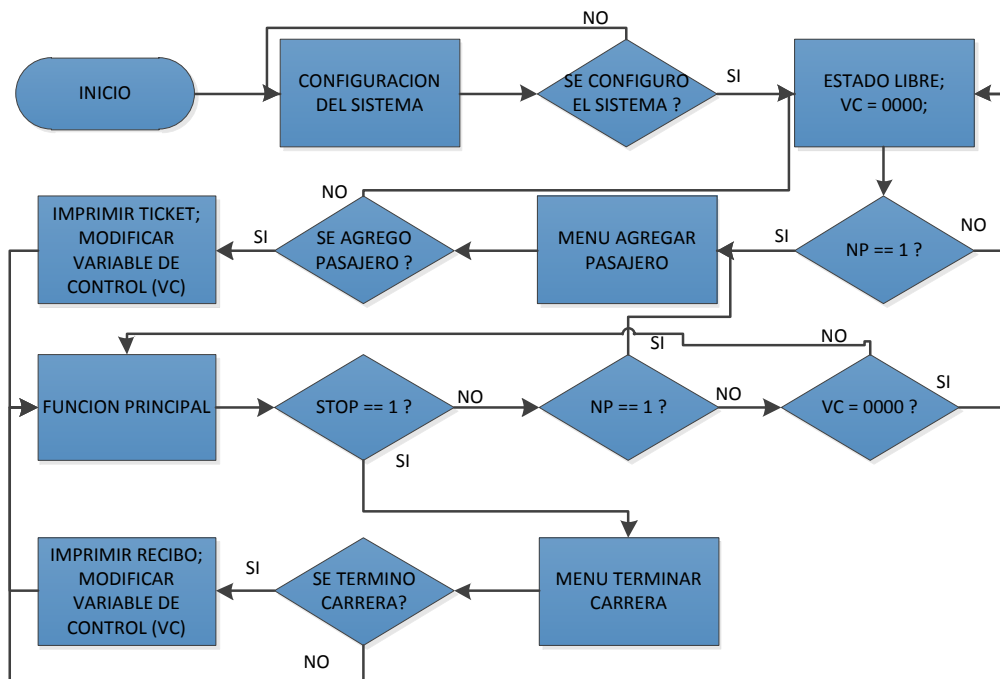 NO
INICIO
CONFIGURACION
DEL SISTEMA
SE CONFIGURO
EL SISTEMA ?
SI
ESTADO LIBRE;
VC = 0000;
IMPRIMIR TICKET;
MODIFICAR
VARIABLE DE
CONTROL (VC)
SI
NO
SE AGREGO
PASAJERO ?
MENU AGREGAR
PASAJERO
SI
NP == 1 ?
NO
FUNCION PRINCIPAL
STOP == 1 ?
NO
SI
SI
NP == 1 ?
NO
NO
VC = 0000 ?
SI
IMPRIMIR RECIBO;
MODIFICAR
VARIABLE DE
CONTROL (VC)
SI
SE TERMINO
CARRERA?
NO
MENU TERMINAR
CARRERA